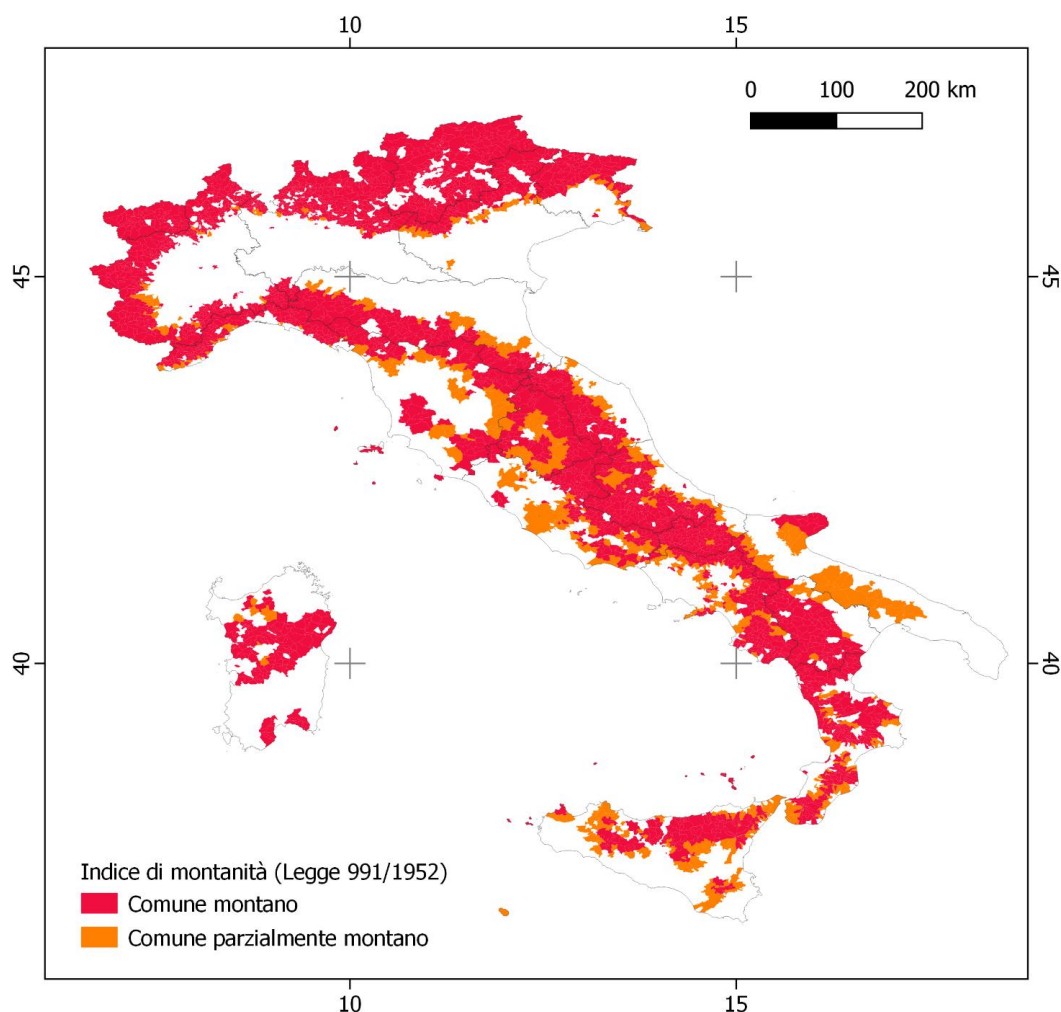 10 15
0 100 200 km
45 45
40 40
Indice di montanità (Legge 991/1952)
Comune montano
Comune parzialmente montano
10 15